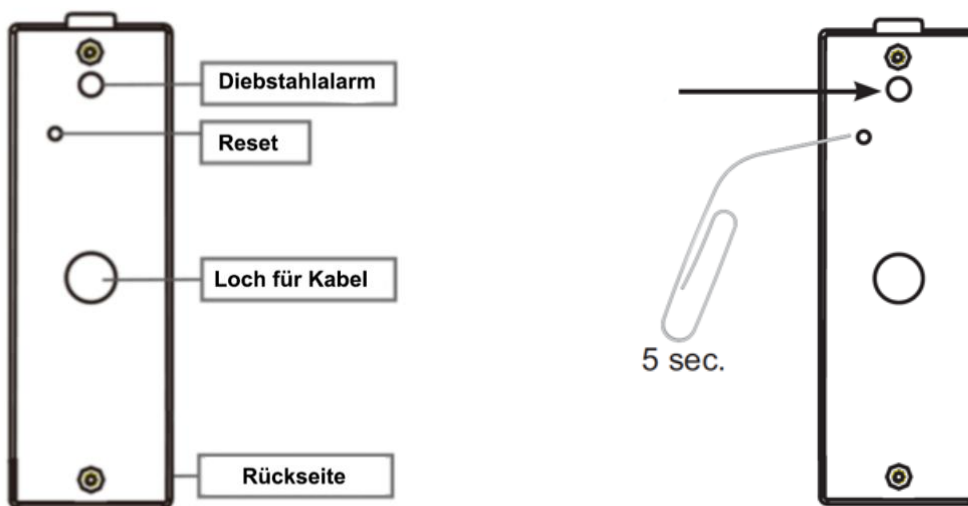 Diebstahlalarm
Reset
Loch für Kabel
Rückseite
5 sec.